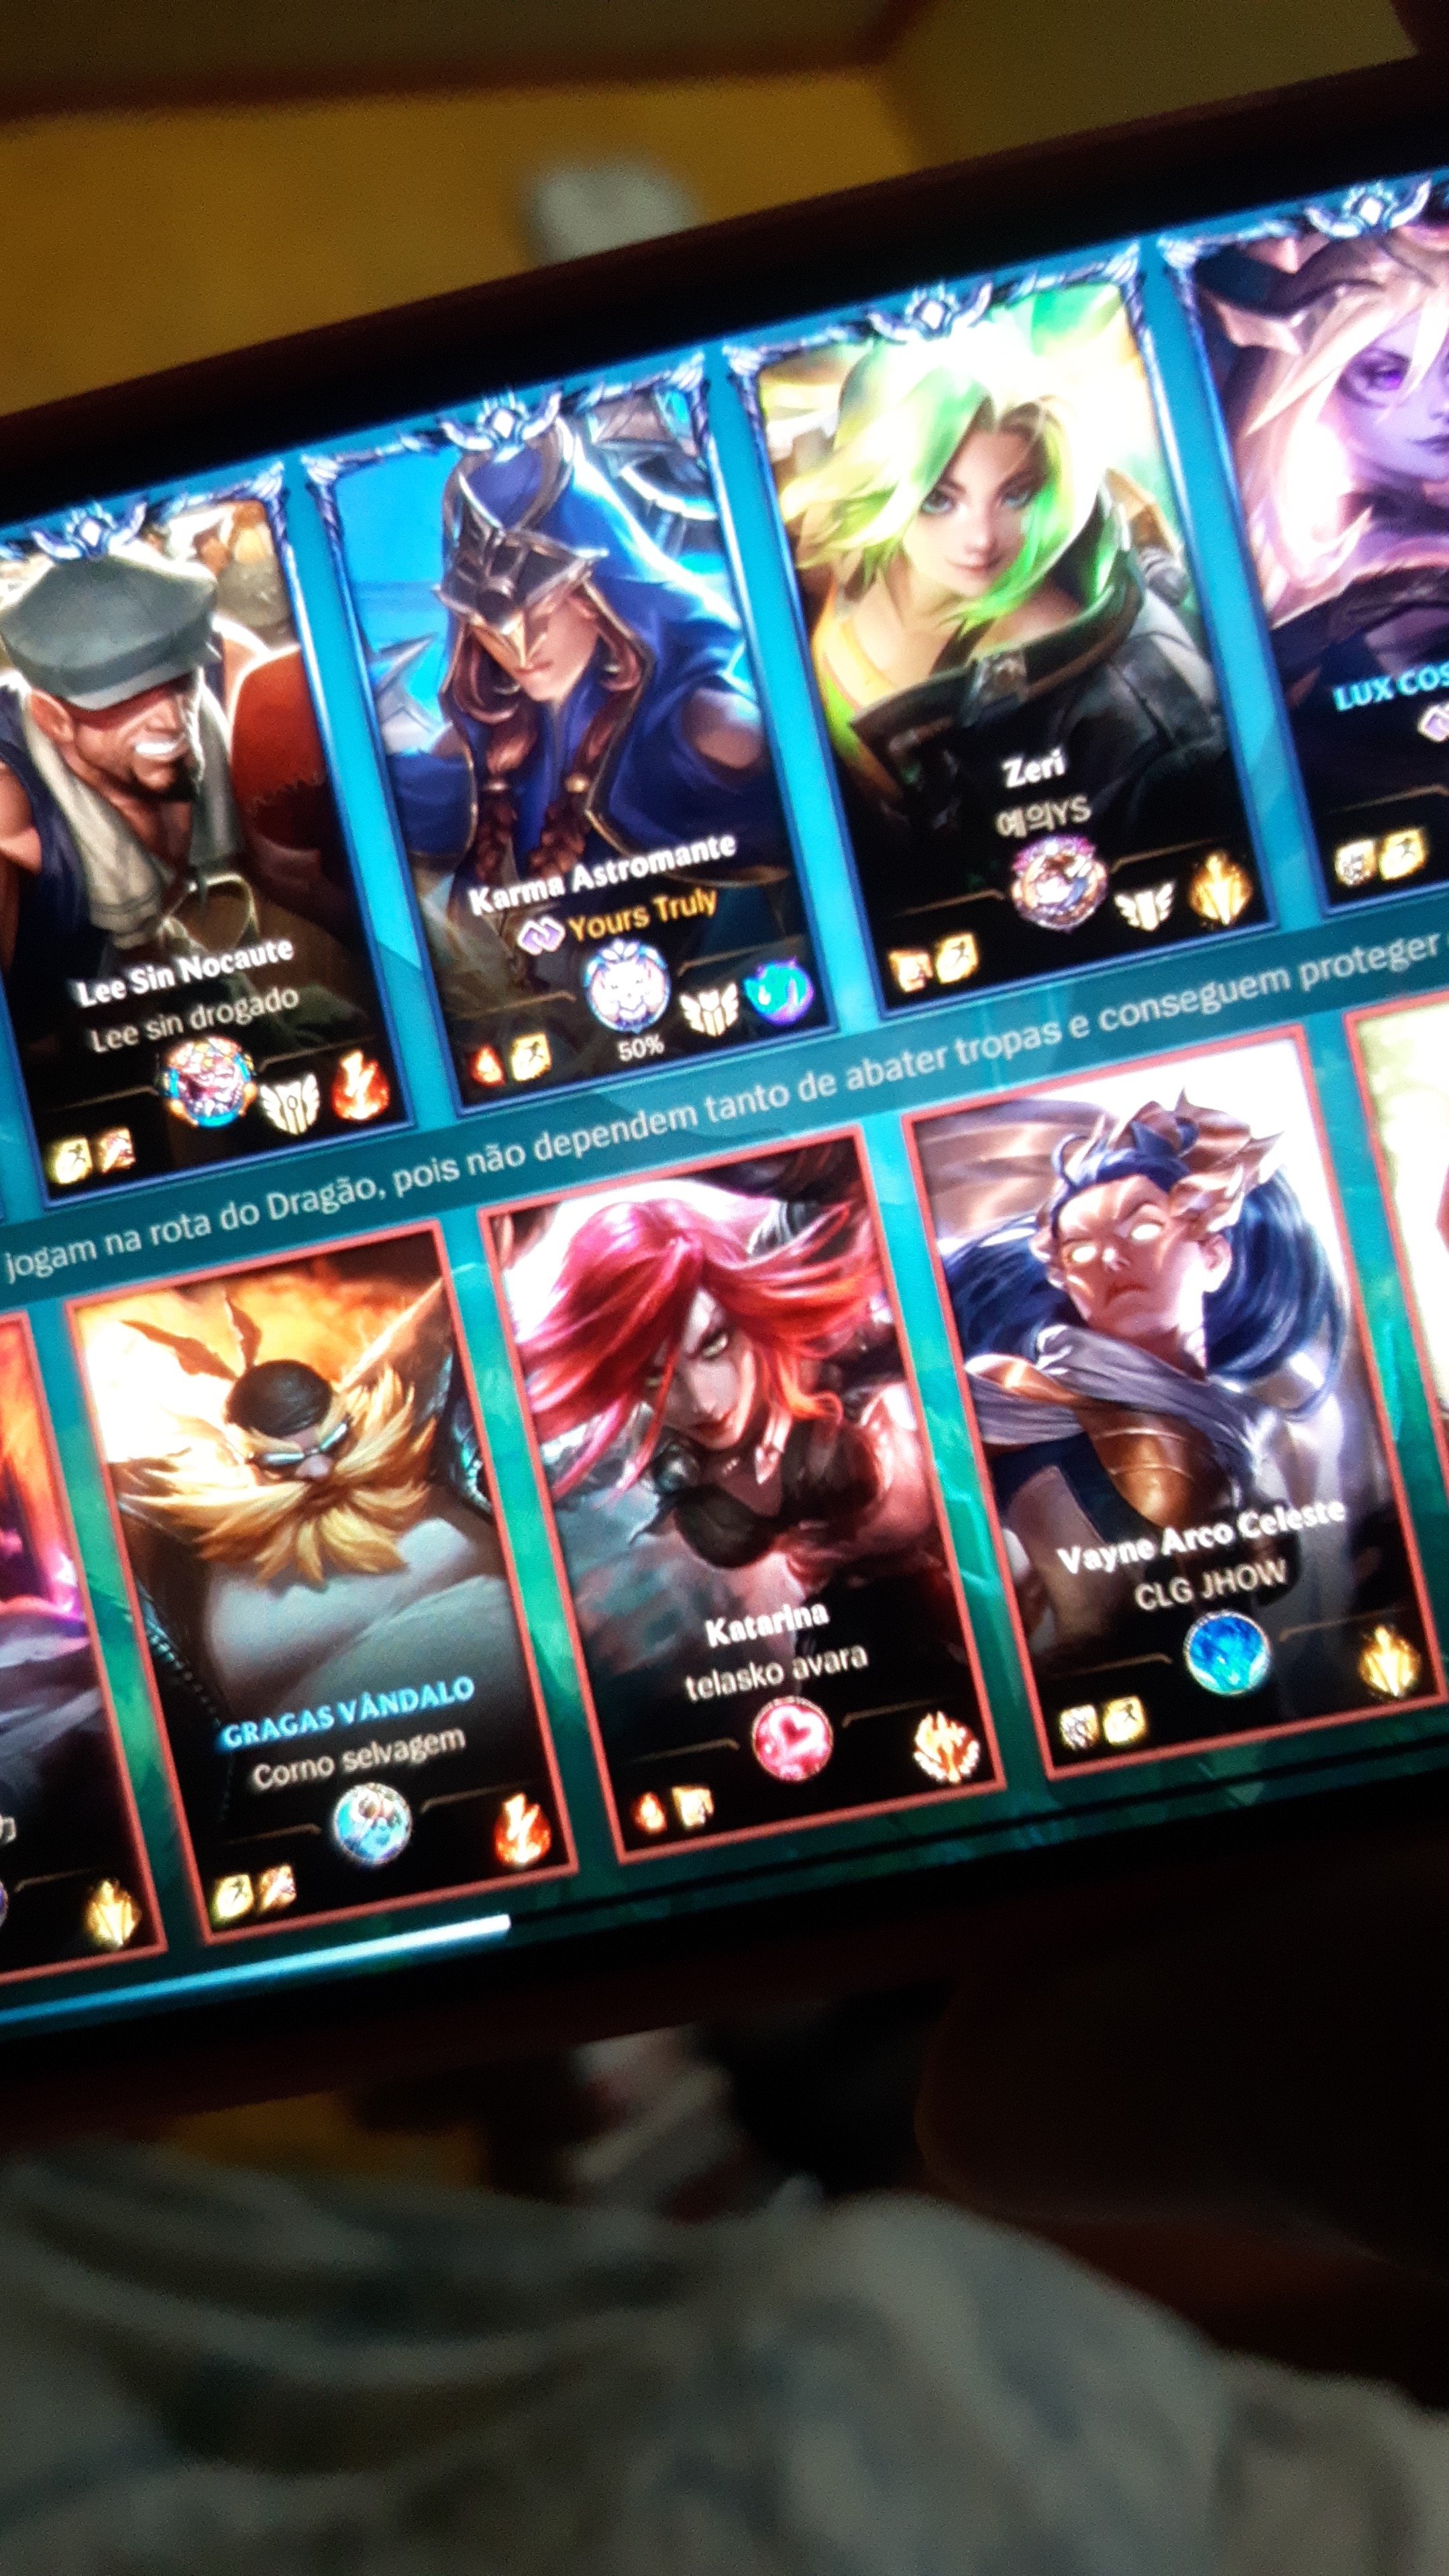 Lee Sin Nocaute
Lee sin drogado
Karma Astromante
Yours Truly
50%
Zeri
예의YS
LUX COS
jogam na rota do Dragão, pois não dependem tanto de abater tropas e conseguem proteger
GRAGAS VÂNDALO
Corno selvagem
Katarina
telasko avara
Vayne Arco Celeste
CLG JHOW